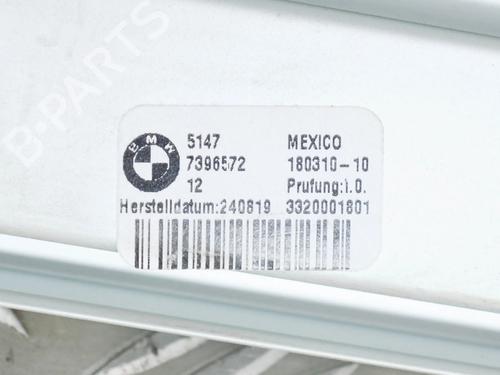 B-PARTS
BMW
5147 MEXICO
7396572 180310-10
12 Prufung:i.O.
Herstelldatum:240819 3320001801